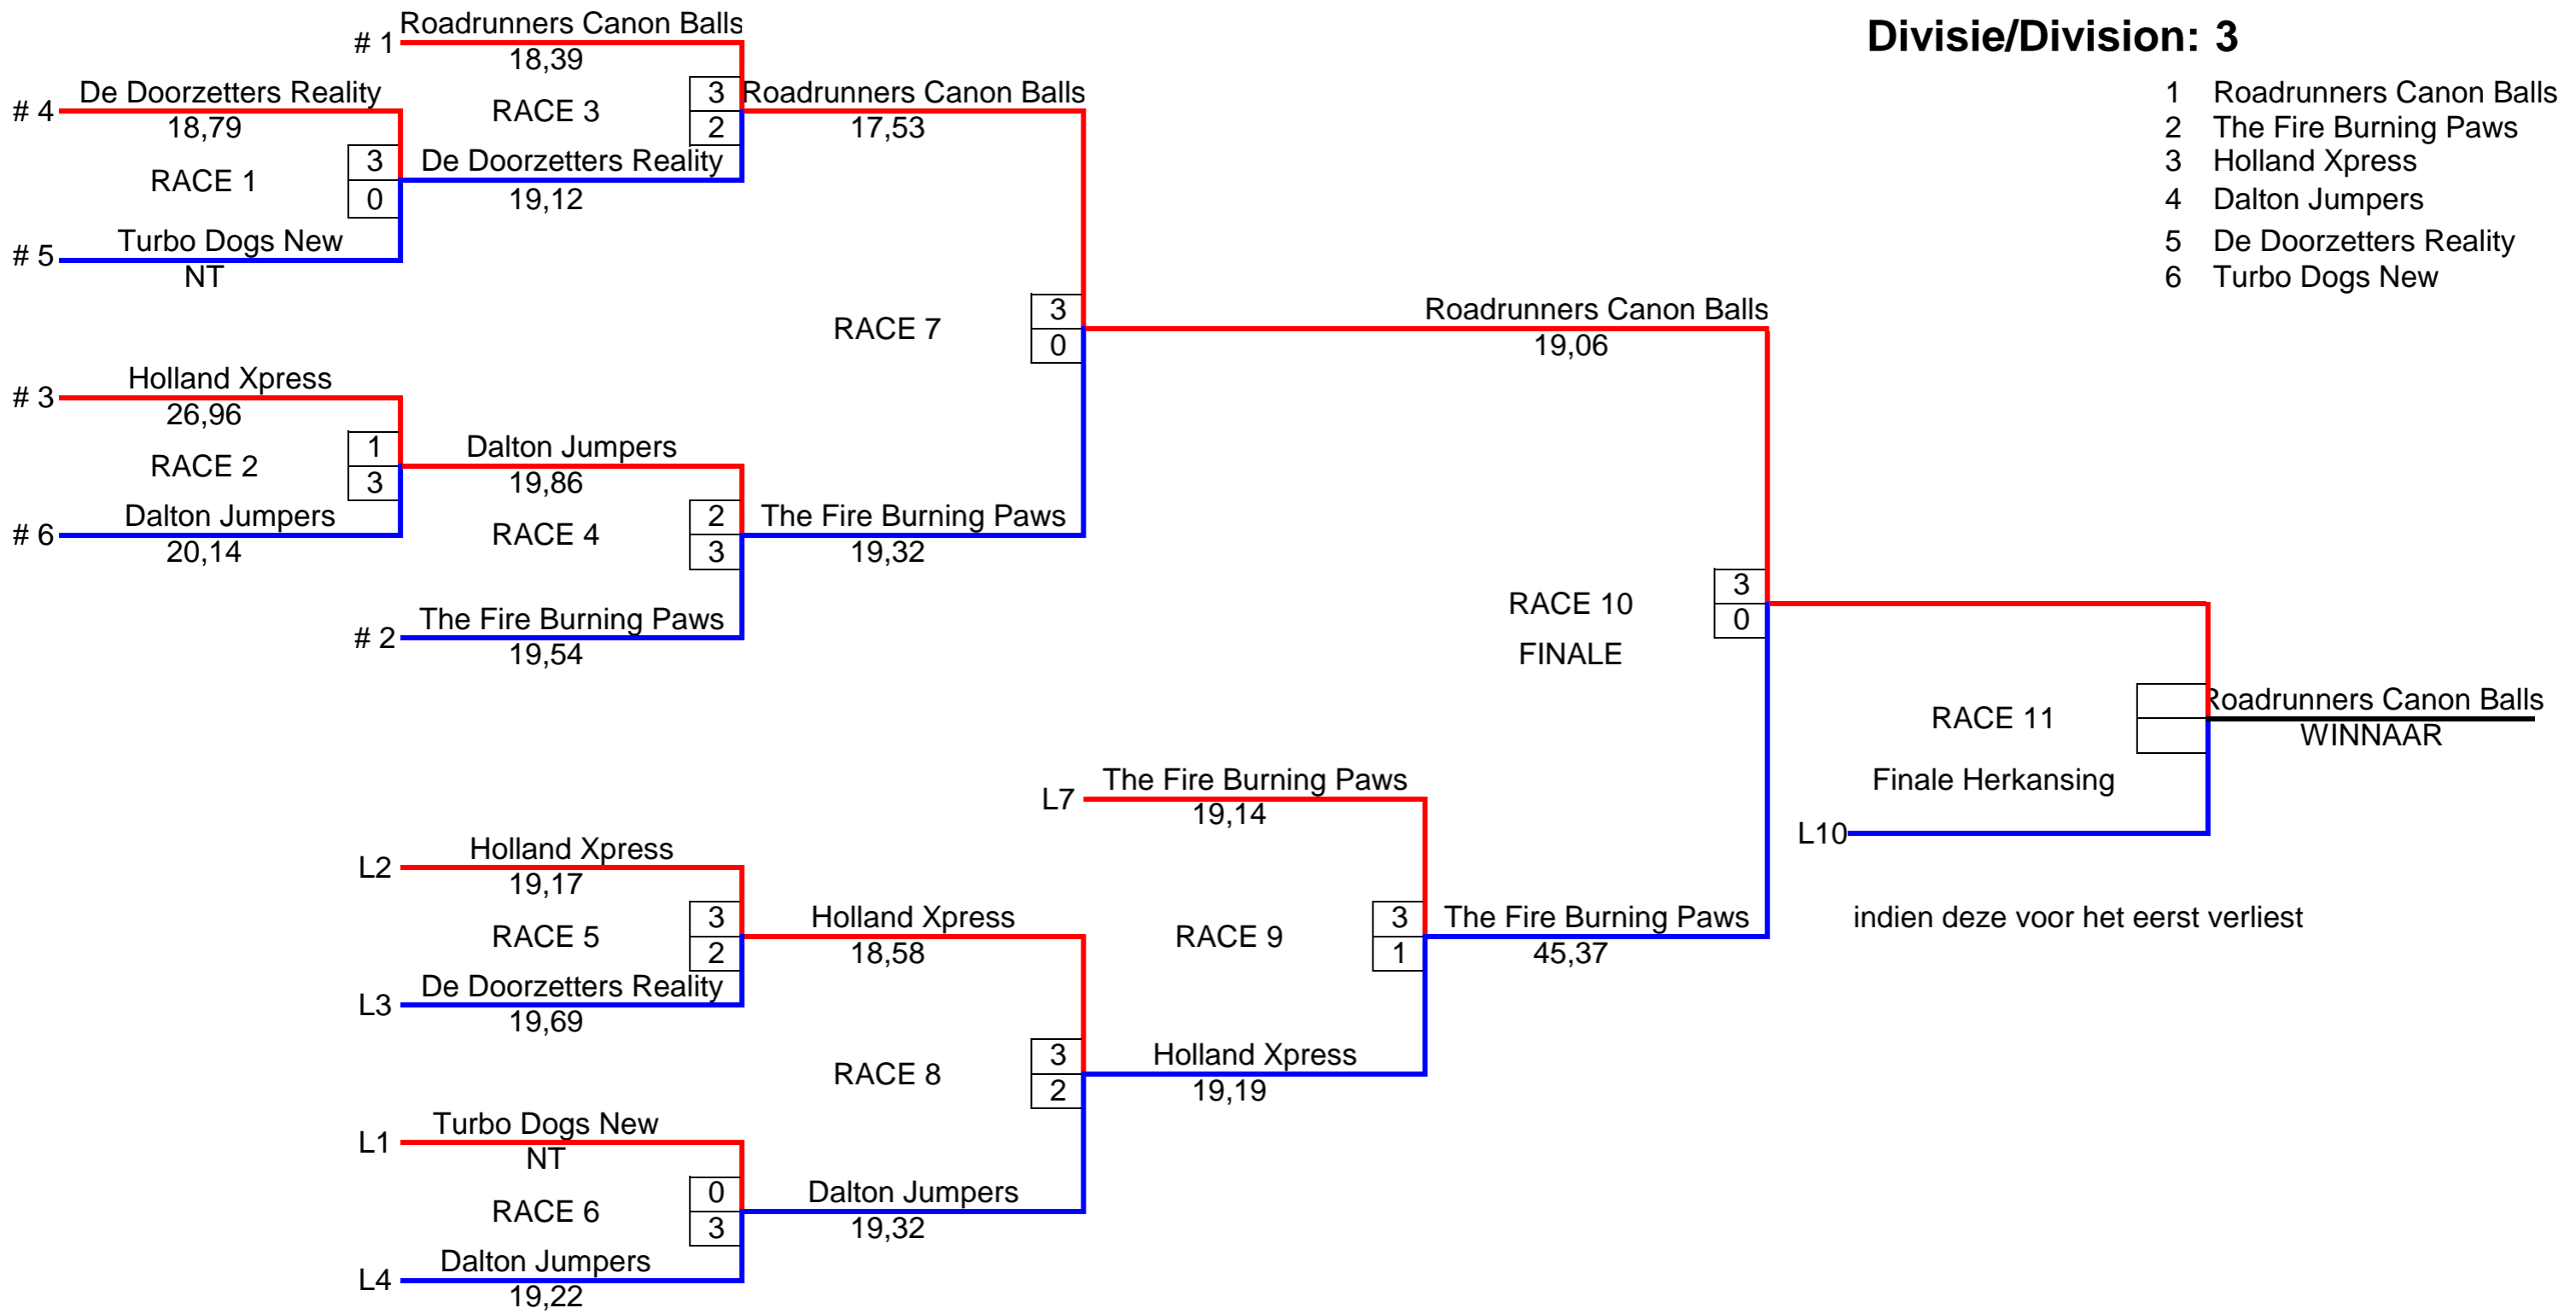 Divisie/Division: 3
1 Roadrunners Canon Balls
2 The Fire Burning Paws
3 Holland Xpress
4 Dalton Jumpers
5 De Doorzetters Reality
6 Turbo Dogs New
# 1 Roadrunners Canon Balls
18,39
RACE 3
3
2
De Doorzetters Reality
19,12
# 4 De Doorzetters Reality
18,79
RACE 1
3
0
# 5 Turbo Dogs New
NT
Roadrunners Canon Balls
17,53
RACE 7
3
0
# 3 Holland Xpress
26,96
RACE 2
1
3
# 6 Dalton Jumpers
20,14
Dalton Jumpers
19,86
RACE 4
2
3
# 2 The Fire Burning Paws
19,54
The Fire Burning Paws
19,32
Roadrunners Canon Balls
19,06
RACE 10
FINALE
3
0
RACE 11
Finale Herkansing
L10
Roadrunners Canon Balls
WINNAAR
indien deze voor het eerst verliest
L7 The Fire Burning Paws
19,14
RACE 9
3
1
The Fire Burning Paws
45,37
L2 Holland Xpress
19,17
RACE 5
3
2
L3 De Doorzetters Reality
19,69
Holland Xpress
18,58
RACE 8
3
2
Holland Xpress
19,19
L1 Turbo Dogs New
NT
RACE 6
0
3
L4 Dalton Jumpers
19,22
Dalton Jumpers
19,32